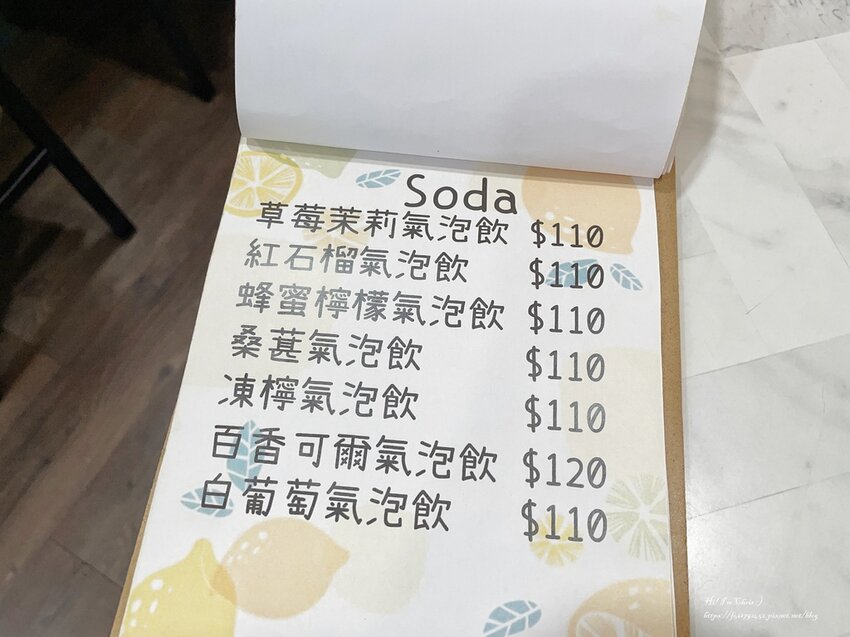 Soda
草莓茉莉氣泡飲 $110
紅石榴氣泡飲 $110
蜂蜜檸檬氣泡飲 $110
桑葚氣泡飲 $110
凍檸氣泡飲 $110
百香可爾氣泡飲 $120
白葡萄氣泡飲 $110
Hi! I'm Chris :)